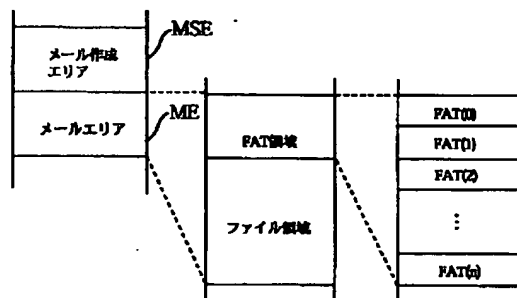 メール作成
エリア
MSE
メールエリア
ME
FAT領域
ファイル領域
FAT(0)
FAT(1)
FAT(2)
⋮
FAT(n)